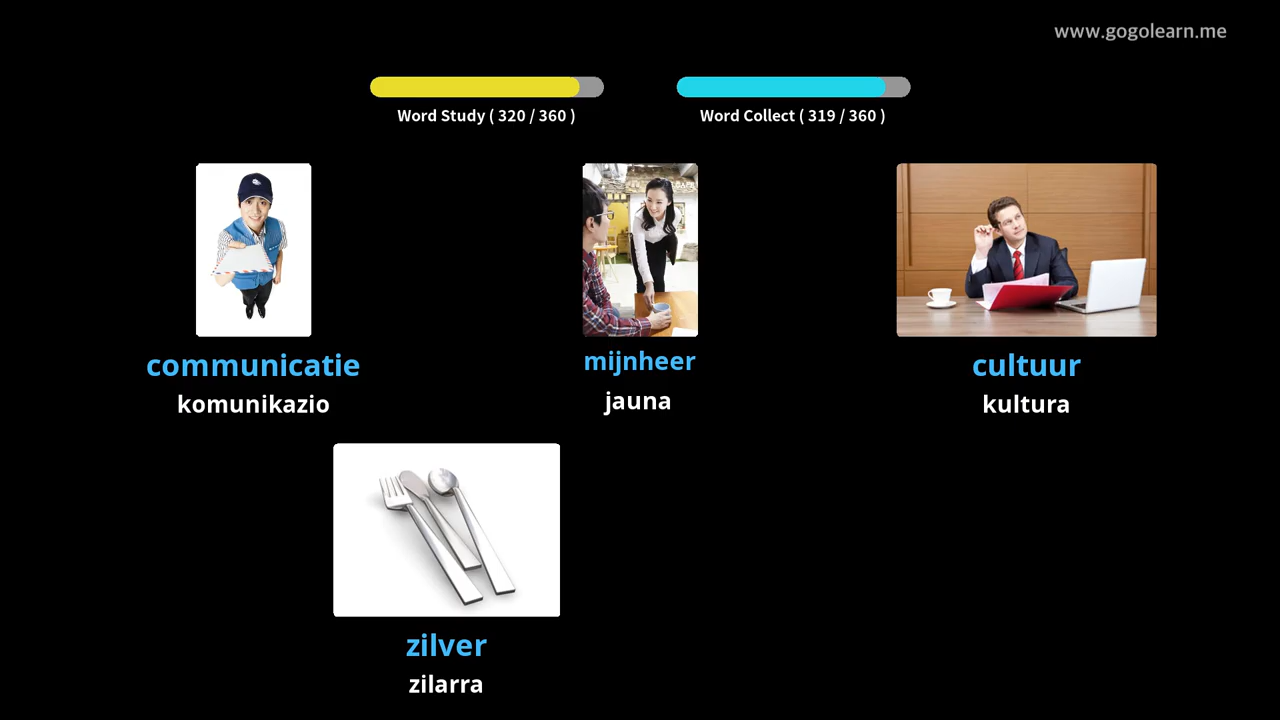 www.gogolearn.me
Word Study ( 320 / 360 )
Word Collect ( 319 / 360 )
communicatie
komunikazio
mijnheer
jauna
cultuur
kultura
zilver
zilarra